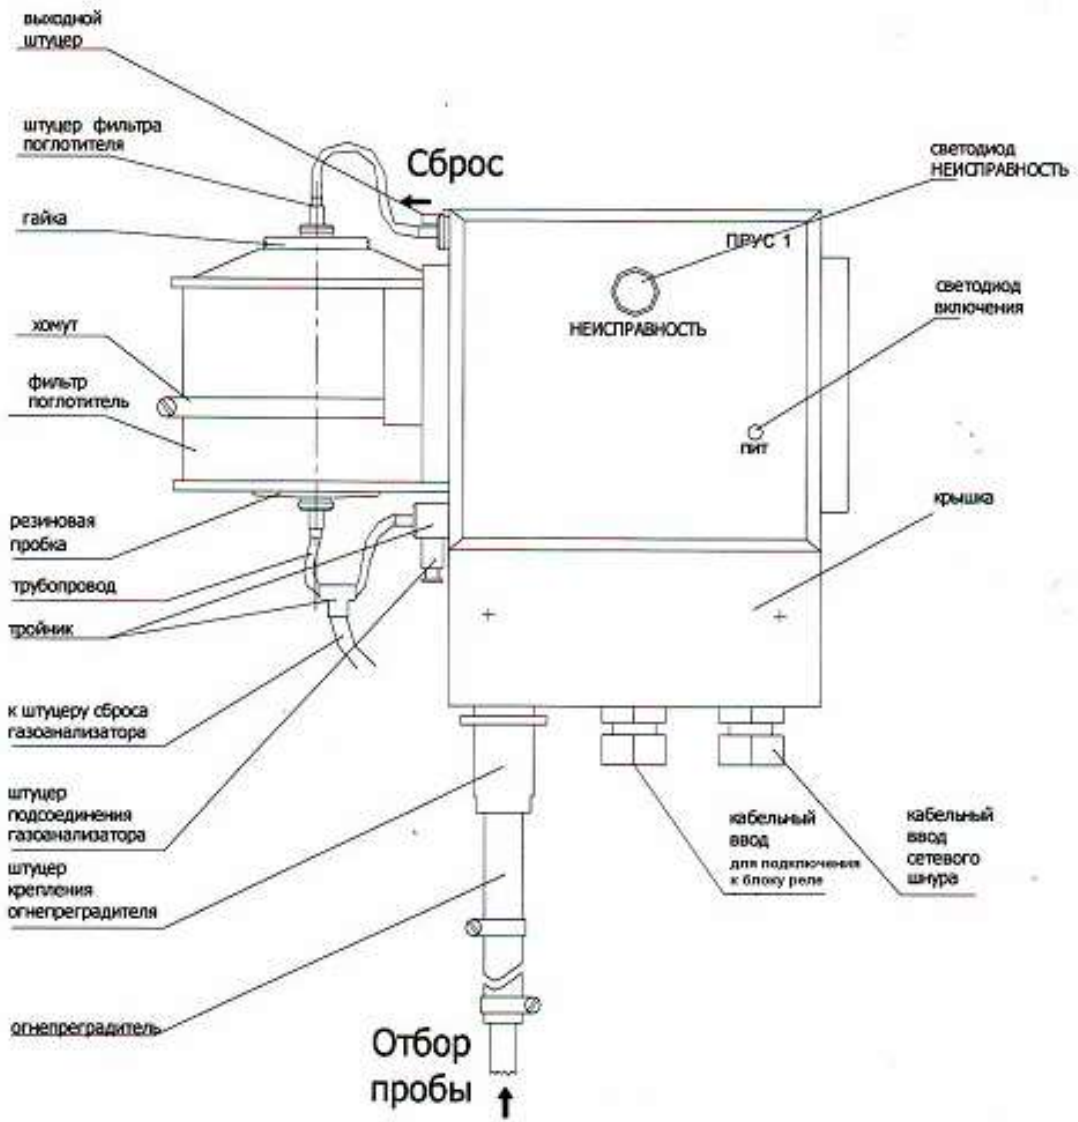 выходной
штуцер
штуцер фильтра
поглотителя
гайка
хомут
фильтр
поглотитель
резиновая
пробка
трубопровод
тройник
к штуцеру сброса
газоанализатора
штуцер
подсоединения
газоанализатора
штуцер
крепления
огнепреградителя
огнепреградитель
Сброс
ПРУС 1
НЕИСПРАВНОСТЬ
пит
светодиод
НЕИСПРАВНОСТЬ
светодиод
включения
крышка
кабельный
ввод
для подключения
к блоку реле
кабельный
ввод
сетевого
шнура
Отбор
пробы